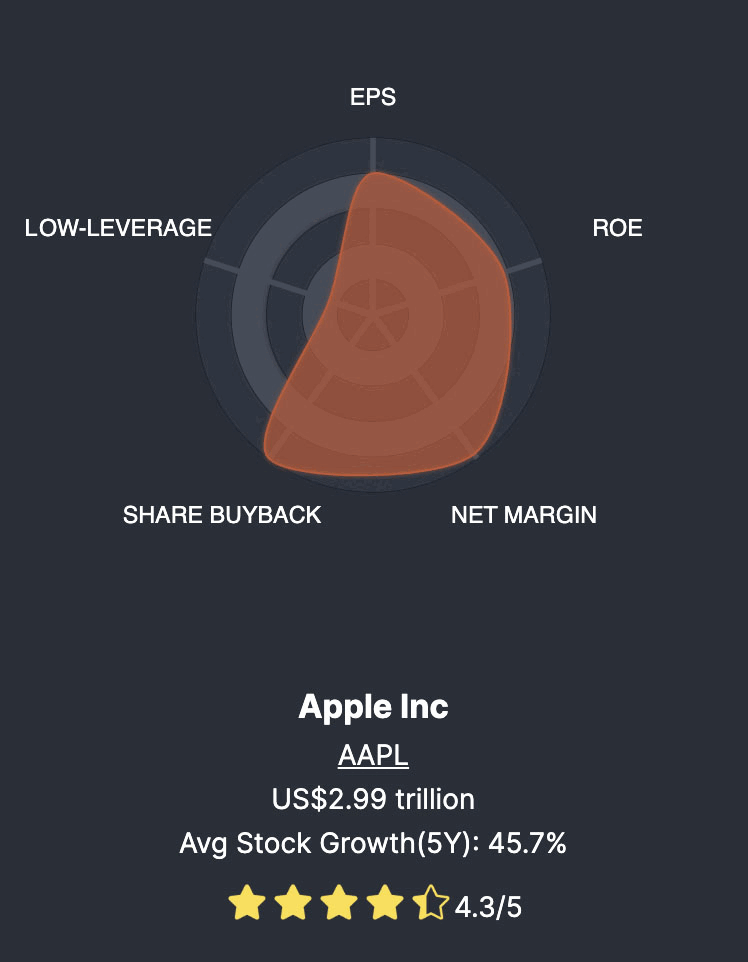 EPS
LOW-LEVERAGE
ROE
SHARE BUYBACK
NET MARGIN
Apple Inc
AAPL
US$2.99 trillion
Avg Stock Growth(5Y): 45.7%
4.3/5